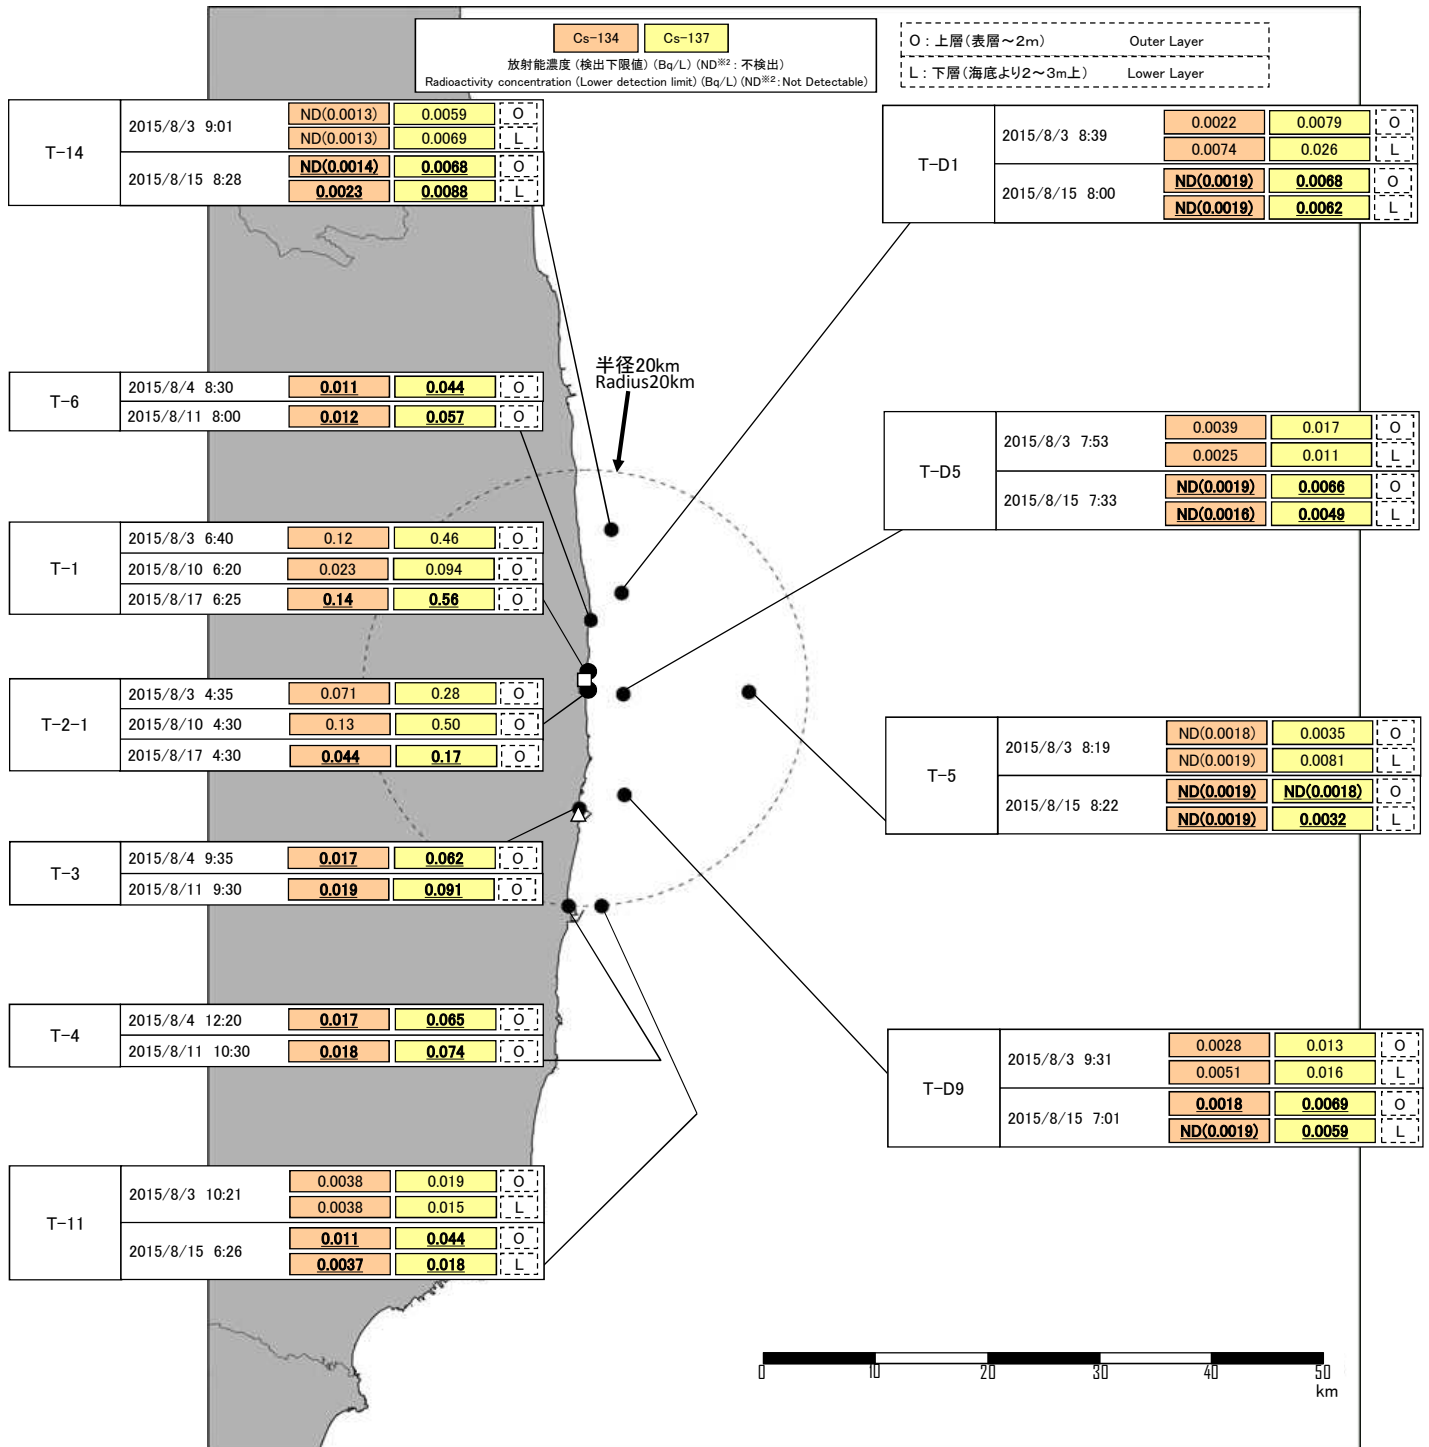 Cs-134 Cs-137
放射能濃度（検出下限値）（Bq/L）（ND※2：不検出）
Radioactivity concentration (Lower detection limit) (Bq/L) (ND※2:Not Detectable)
O：上層（表層～2m） Outer Layer
L：下層（海底より2～3m上） Lower Layer
T-14
2015/8/3 9:01
ND(0.0013) 0.0059 O
ND(0.0013) 0.0069 L
2015/8/15 8:28
ND(0.0014) 0.0068 O
0.0023 0.0088 L
T-D1
2015/8/3 8:39
0.0022 0.0079 O
0.0074 0.026 L
2015/8/15 8:00
ND(0.0019) 0.0068 O
ND(0.0019) 0.0062 L
半径20km
Radius20km
T-6
2015/8/4 8:30 0.011 0.044 O
2015/8/11 8:00 0.012 0.057 O
T-D5
2015/8/3 7:53
0.0039 0.017 O
0.0025 0.011 L
2015/8/15 7:33
ND(0.0019) 0.0066 O
ND(0.0016) 0.0049 L
T-1
2015/8/3 6:40 0.12 0.46 O
2015/8/10 6:20 0.023 0.094 O
2015/8/17 6:25 0.14 0.56 O
T-2-1
2015/8/3 4:35 0.071 0.28 O
2015/8/10 4:30 0.13 0.50 O
2015/8/17 4:30 0.044 0.17 O
T-5
2015/8/3 8:19
ND(0.0018) 0.0035 O
ND(0.0019) 0.0081 L
2015/8/15 8:22
ND(0.0019) ND(0.0018) O
ND(0.0019) 0.0032 L
T-3
2015/8/4 9:35 0.017 0.062 O
2015/8/11 9:30 0.019 0.091 O
T-4
2015/8/4 12:20 0.017 0.065 O
2015/8/11 10:30 0.018 0.074 O
T-D9
2015/8/3 9:31
0.0028 0.013 O
0.0051 0.016 L
2015/8/15 7:01
0.0018 0.0069 O
ND(0.0019) 0.0059 L
T-11
2015/8/3 10:21
0.0038 0.019 O
0.0038 0.015 L
2015/8/15 6:26
0.011 0.044 O
0.0037 0.018 L
0 10 20 30 40 50
km